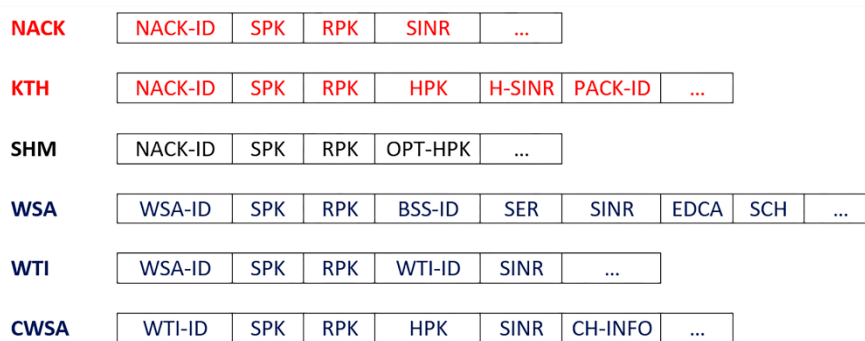 NACK NACK-ID SPK RPK SINR ...
KTH NACK-ID SPK RPK HPK H-SINR PACK-ID ...
SHM NACK-ID SPK RPK OPT-HPK ...
WSA WSA-ID SPK RPK BSS-ID SER SINR EDCA SCH ...
WTI WSA-ID SPK RPK WTI-ID SINR ...
CWSA WTI-ID SPK RPK HPK SINR CH-INFO ...